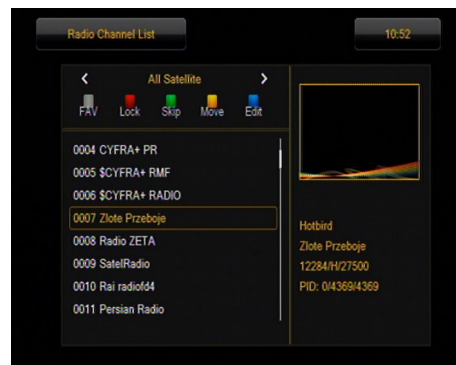 Radio Channel List
10:52
< All Satellite >
FAV Lock Skip Move Edit
0004 CYFRA+ PR
0005 $CYFRA+ RMF
0006 $CYFRA+ RADIO
0007 Zlote Przeboje
0008 Radio ZETA
0009 SatelRadio
0010 Rai radiofd4
0011 Persian Radio
Hotbird
Zlote Przeboje
12284/H/27500
PID: 0/4369/4369